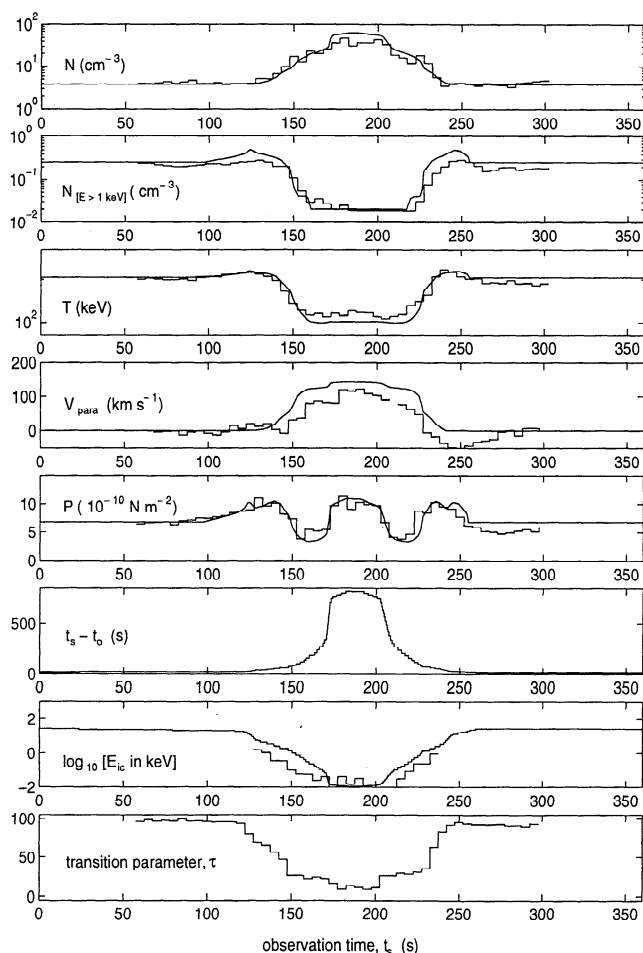 10²
10¹
10⁰
N (cm⁻³)
0 50 100 150 200 250 300 350
10⁰
10⁻¹
10⁻²
N [E > 1 keV] (cm⁻³)
0 50 100 150 200 250 300 350
10²
T (keV)
0 50 100 150 200 250 300 350
200
100
0
V para (km s⁻¹)
0 50 100 150 200 250 300 350
10
5
0
P (10⁻¹⁰ N m⁻²)
0 50 100 150 200 250 300 350
500
0
tₛ – tₒ (s)
0 50 100 150 200 250 300 350
2
0
–2
log₁₀ [E ic in keV]
0 50 100 150 200 250 300 350
100
50
0
transition parameter, τ
0 50 100 150 200 250 300 350
observation time, tₛ (s)